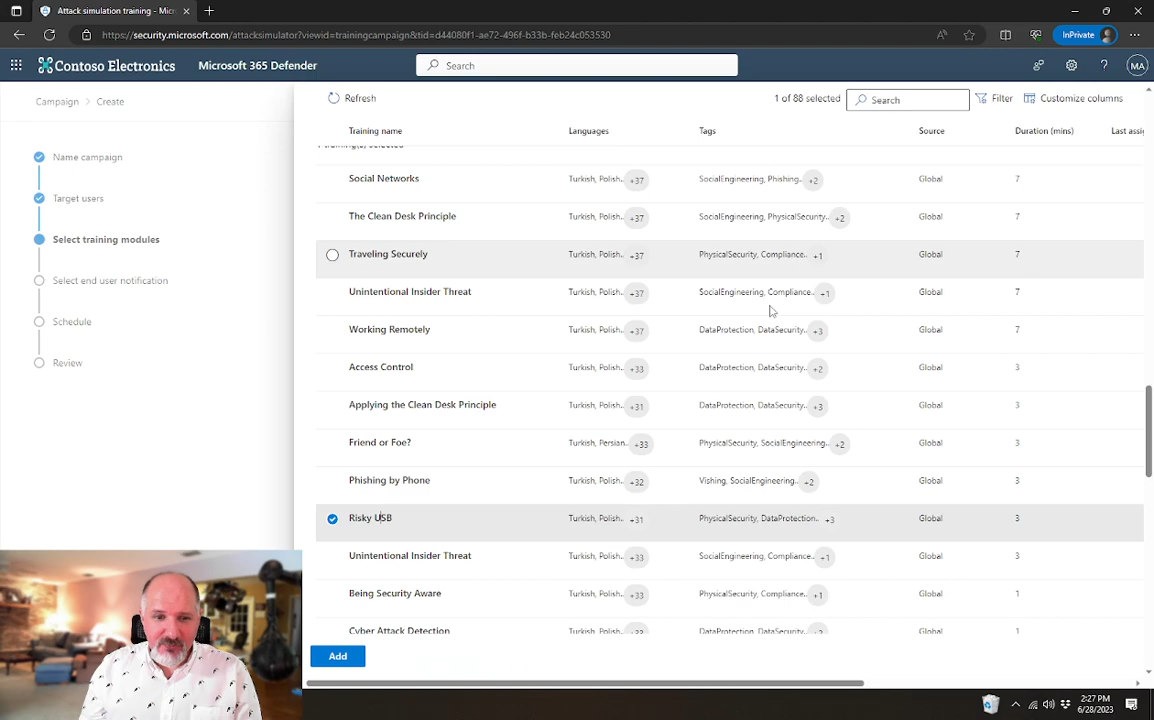 Attack simulation training - Micr
https://security.microsoft.com/attacksimulator?viewid=trainingcampaign&tid=d44080f1-ae72-496f-b33b-feb24c053530
InPrivate
Contoso Electronics
Microsoft 365 Defender
Search
MA
Campaign > Create
Refresh
1 of 88 selected
Search
Filter
Customize columns
Name campaign
Target users
Select training modules
Select end user notification
Schedule
Review
Training name Languages Tags Source Duration (mins) Last assig
Social Networks Turkish, Polish.. +37 SocialEngineering, Phishing.. +2 Global 7
The Clean Desk Principle Turkish, Polish.. +37 SocialEngineering, PhysicalSecurity.. +2 Global 7
Traveling Securely Turkish, Polish.. +37 PhysicalSecurity, Compliance.. +1 Global 7
Unintentional Insider Threat Turkish, Polish.. +37 SocialEngineering, Compliance.. +1 Global 7
Working Remotely Turkish, Polish.. +37 DataProtection, DataSecurity.. +3 Global 7
Access Control Turkish, Polish.. +33 DataProtection, DataSecurity.. +2 Global 3
Applying the Clean Desk Principle Turkish, Polish.. +31 DataProtection, DataSecurity.. +3 Global 3
Friend or Foe? Turkish, Persian.. +33 PhysicalSecurity, SocialEngineering.. +2 Global 3
Phishing by Phone Turkish, Polish.. +32 Vishing, SocialEngineering.. +2 Global 3
Risky USB Turkish, Polish.. +31 PhysicalSecurity, DataProtection.. +3 Global 3
Unintentional Insider Threat Turkish, Polish.. +33 SocialEngineering, Compliance.. +1 Global 3
Being Security Aware Turkish, Polish.. +33 PhysicalSecurity, Compliance.. +1 Global 1
Cyber Attack Detection Turkish, Polish.. DataProtection, DataSecurity.. Global 1
Add
2:27 PM
6/28/2023